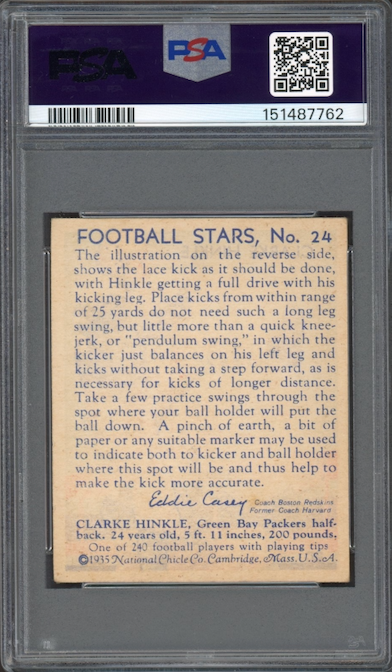 PSA
PSA
151487762
FOOTBALL STARS, No. 24
The illustration on the reverse side,
shows the lace kick as it should be done,
with Hinkle getting a full drive with his
kicking leg. Place kicks from within range
of 25 yards do not need such a long leg
swing, but little more than a quick knee-
jerk, or "pendulum swing," in which the
kicker just balances on his left leg and
kicks without taking a step forward, as is
necessary for kicks of longer distance.
Take a few practice swings through the
spot where your ball holder will put the
ball down. A pinch of earth, a bit of
paper or any suitable marker may be used
to indicate both to kicker and ball holder
where this spot will be and thus help to
make the kick more accurate.
Eddie Casey Coach Boston Redskins
Former Coach Harvard
CLARKE HINKLE, Green Bay Packers half-
back. 24 years old, 5 ft. 11 inches, 200 pounds,
One of 240 football players with playing tips
©1935 National Chicle Co. Cambridge, Mass. U.S.A.